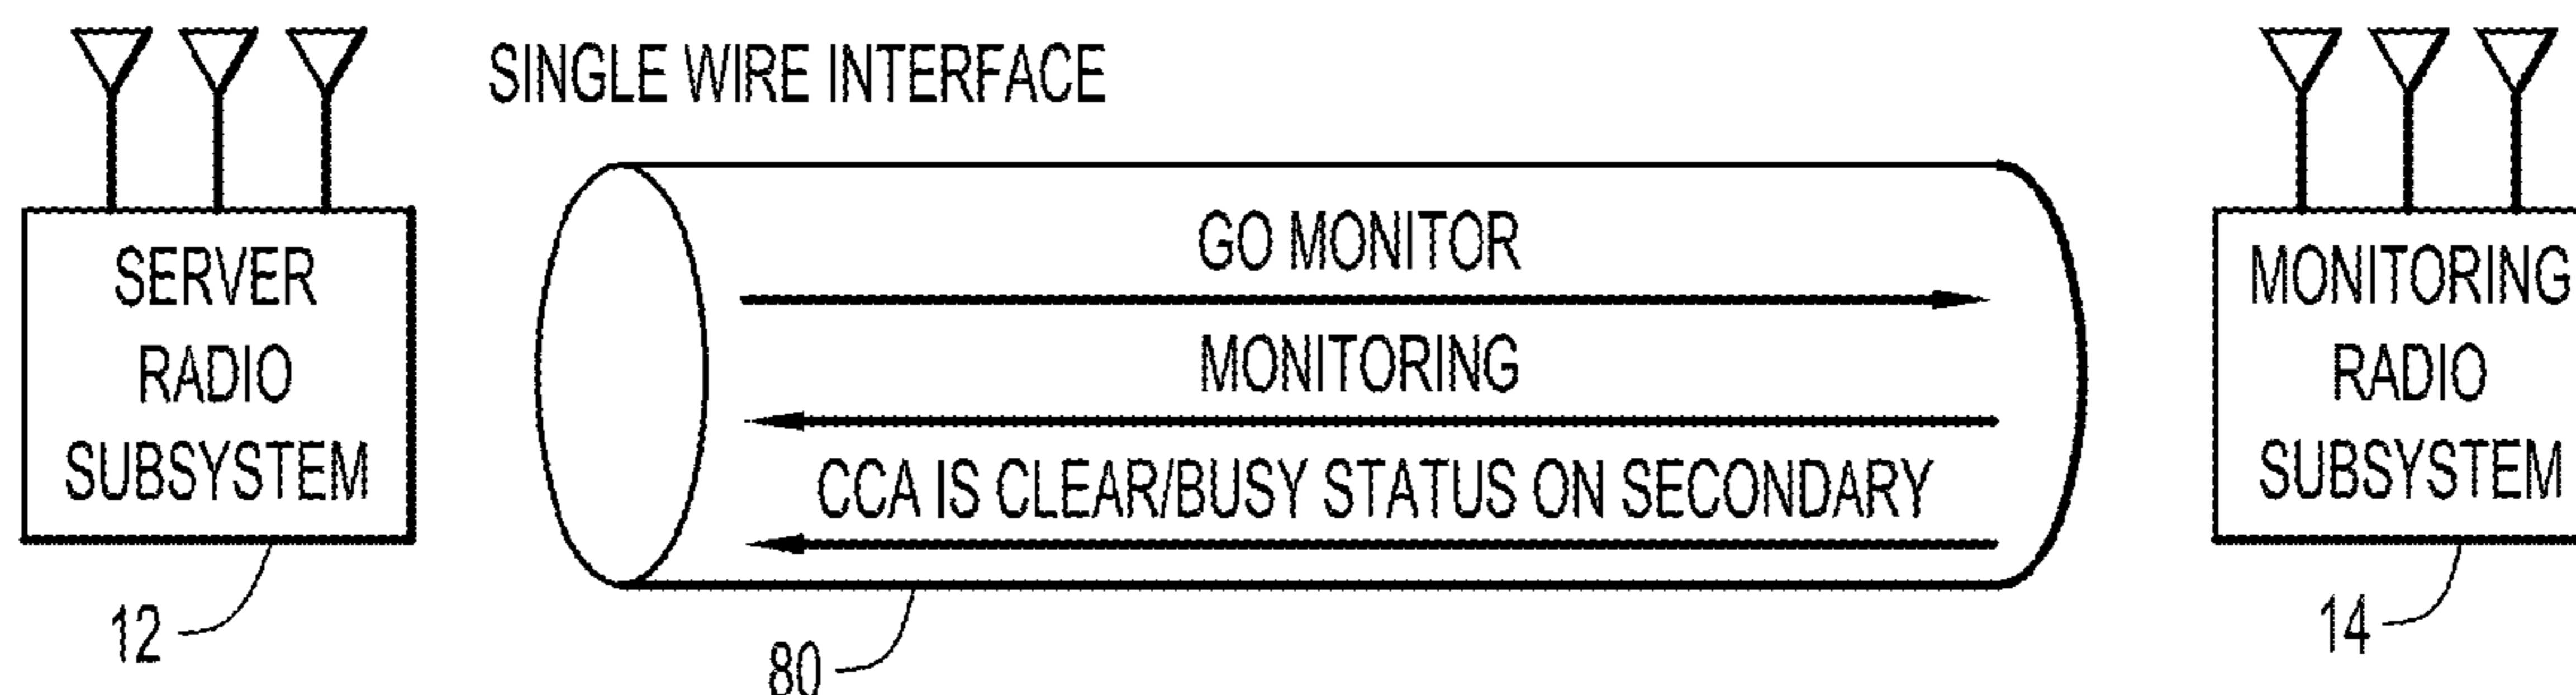 SINGLE WIRE INTERFACE
SERVER
RADIO
SUBSYSTEM
12
GO MONITOR
MONITORING
CCA IS CLEAR/BUSY STATUS ON SECONDARY
80
MONITORING
RADIO
SUBSYSTEM
14